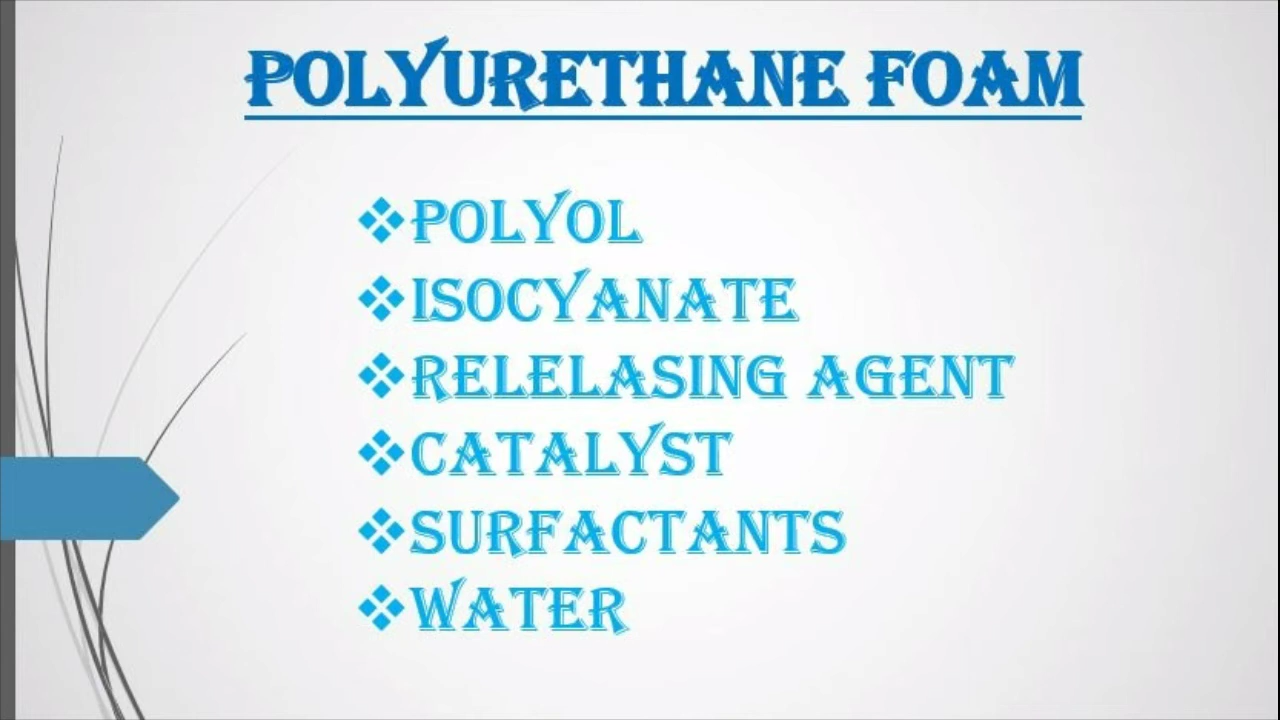 POLYURETHANE FOAM
❖POLYOL
❖ISOCYANATE
❖RELELASING AGENT
❖CATALYST
❖SURFACTANTS
❖WATER